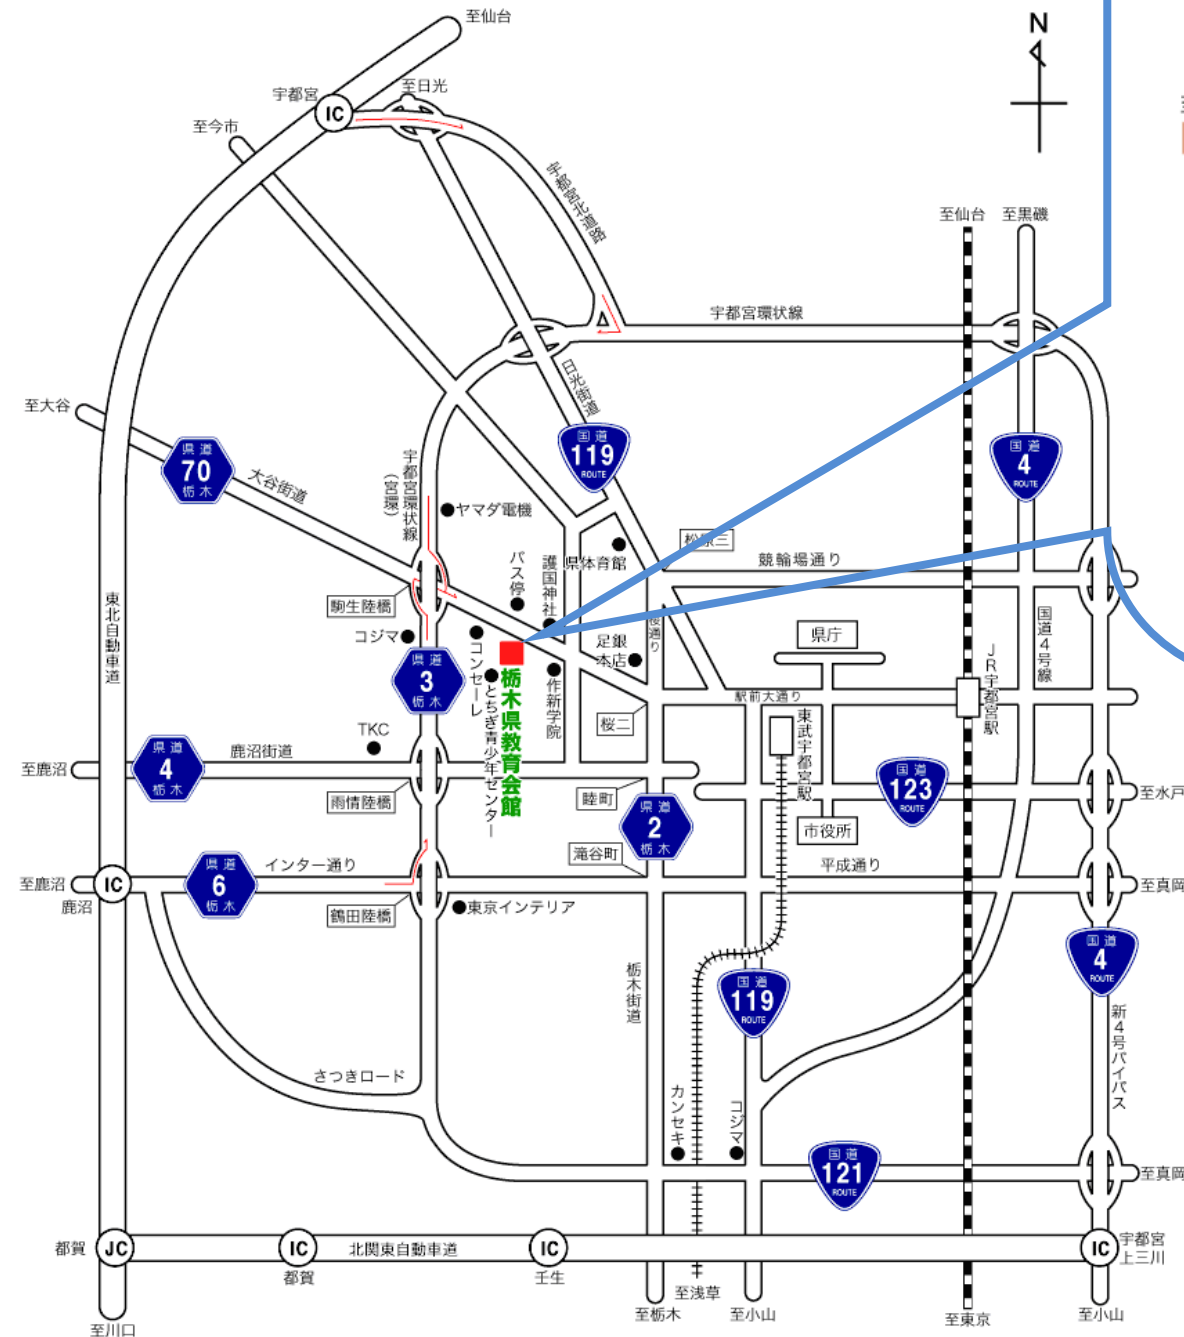 至仙台
N
宇都宮
IC
至日光
至今市
宇都宮北道路
至仙台
至黒磯
宇都宮環状線
日光街道
至大谷
県道
70
栃木
大谷街道
宇都宮環状線
(宮環)
国道
119
ROUTE
国道
4
ROUTE
ヤマダ電機
バス停
護国神社
県体育館
松原三
競輪場通り
東北自動車道
駒生陸橋
コジマ
コンセーレ
県道
3
栃木
とちぎ青少年センター
栃木県教育会館
作新学院
足銀
本店
桜通り
県庁
国道4号線
JR宇都宮駅
駅前大通り
桜二
東武宇都宮駅
TKC
鹿沼街道
至鹿沼
県道
4
栃木
雨情陸橋
睦町
県道
2
栃木
国道
123
ROUTE
至水戸
市役所
滝谷町
平成通り
インター通り
至鹿沼
IC
鹿沼
県道
6
栃木
鶴田陸橋
東京インテリア
至真岡
国道
4
ROUTE
栃木街道
国道
119
ROUTE
新4号バイパス
さつきロード
カンセキ
コジマ
国道
121
ROUTE
至真岡
都賀
JC
IC
都賀
北関東自動車道
IC
壬生
IC
宇都宮
上三川
至浅草
至川口
至栃木
至小山
至東京
至小山